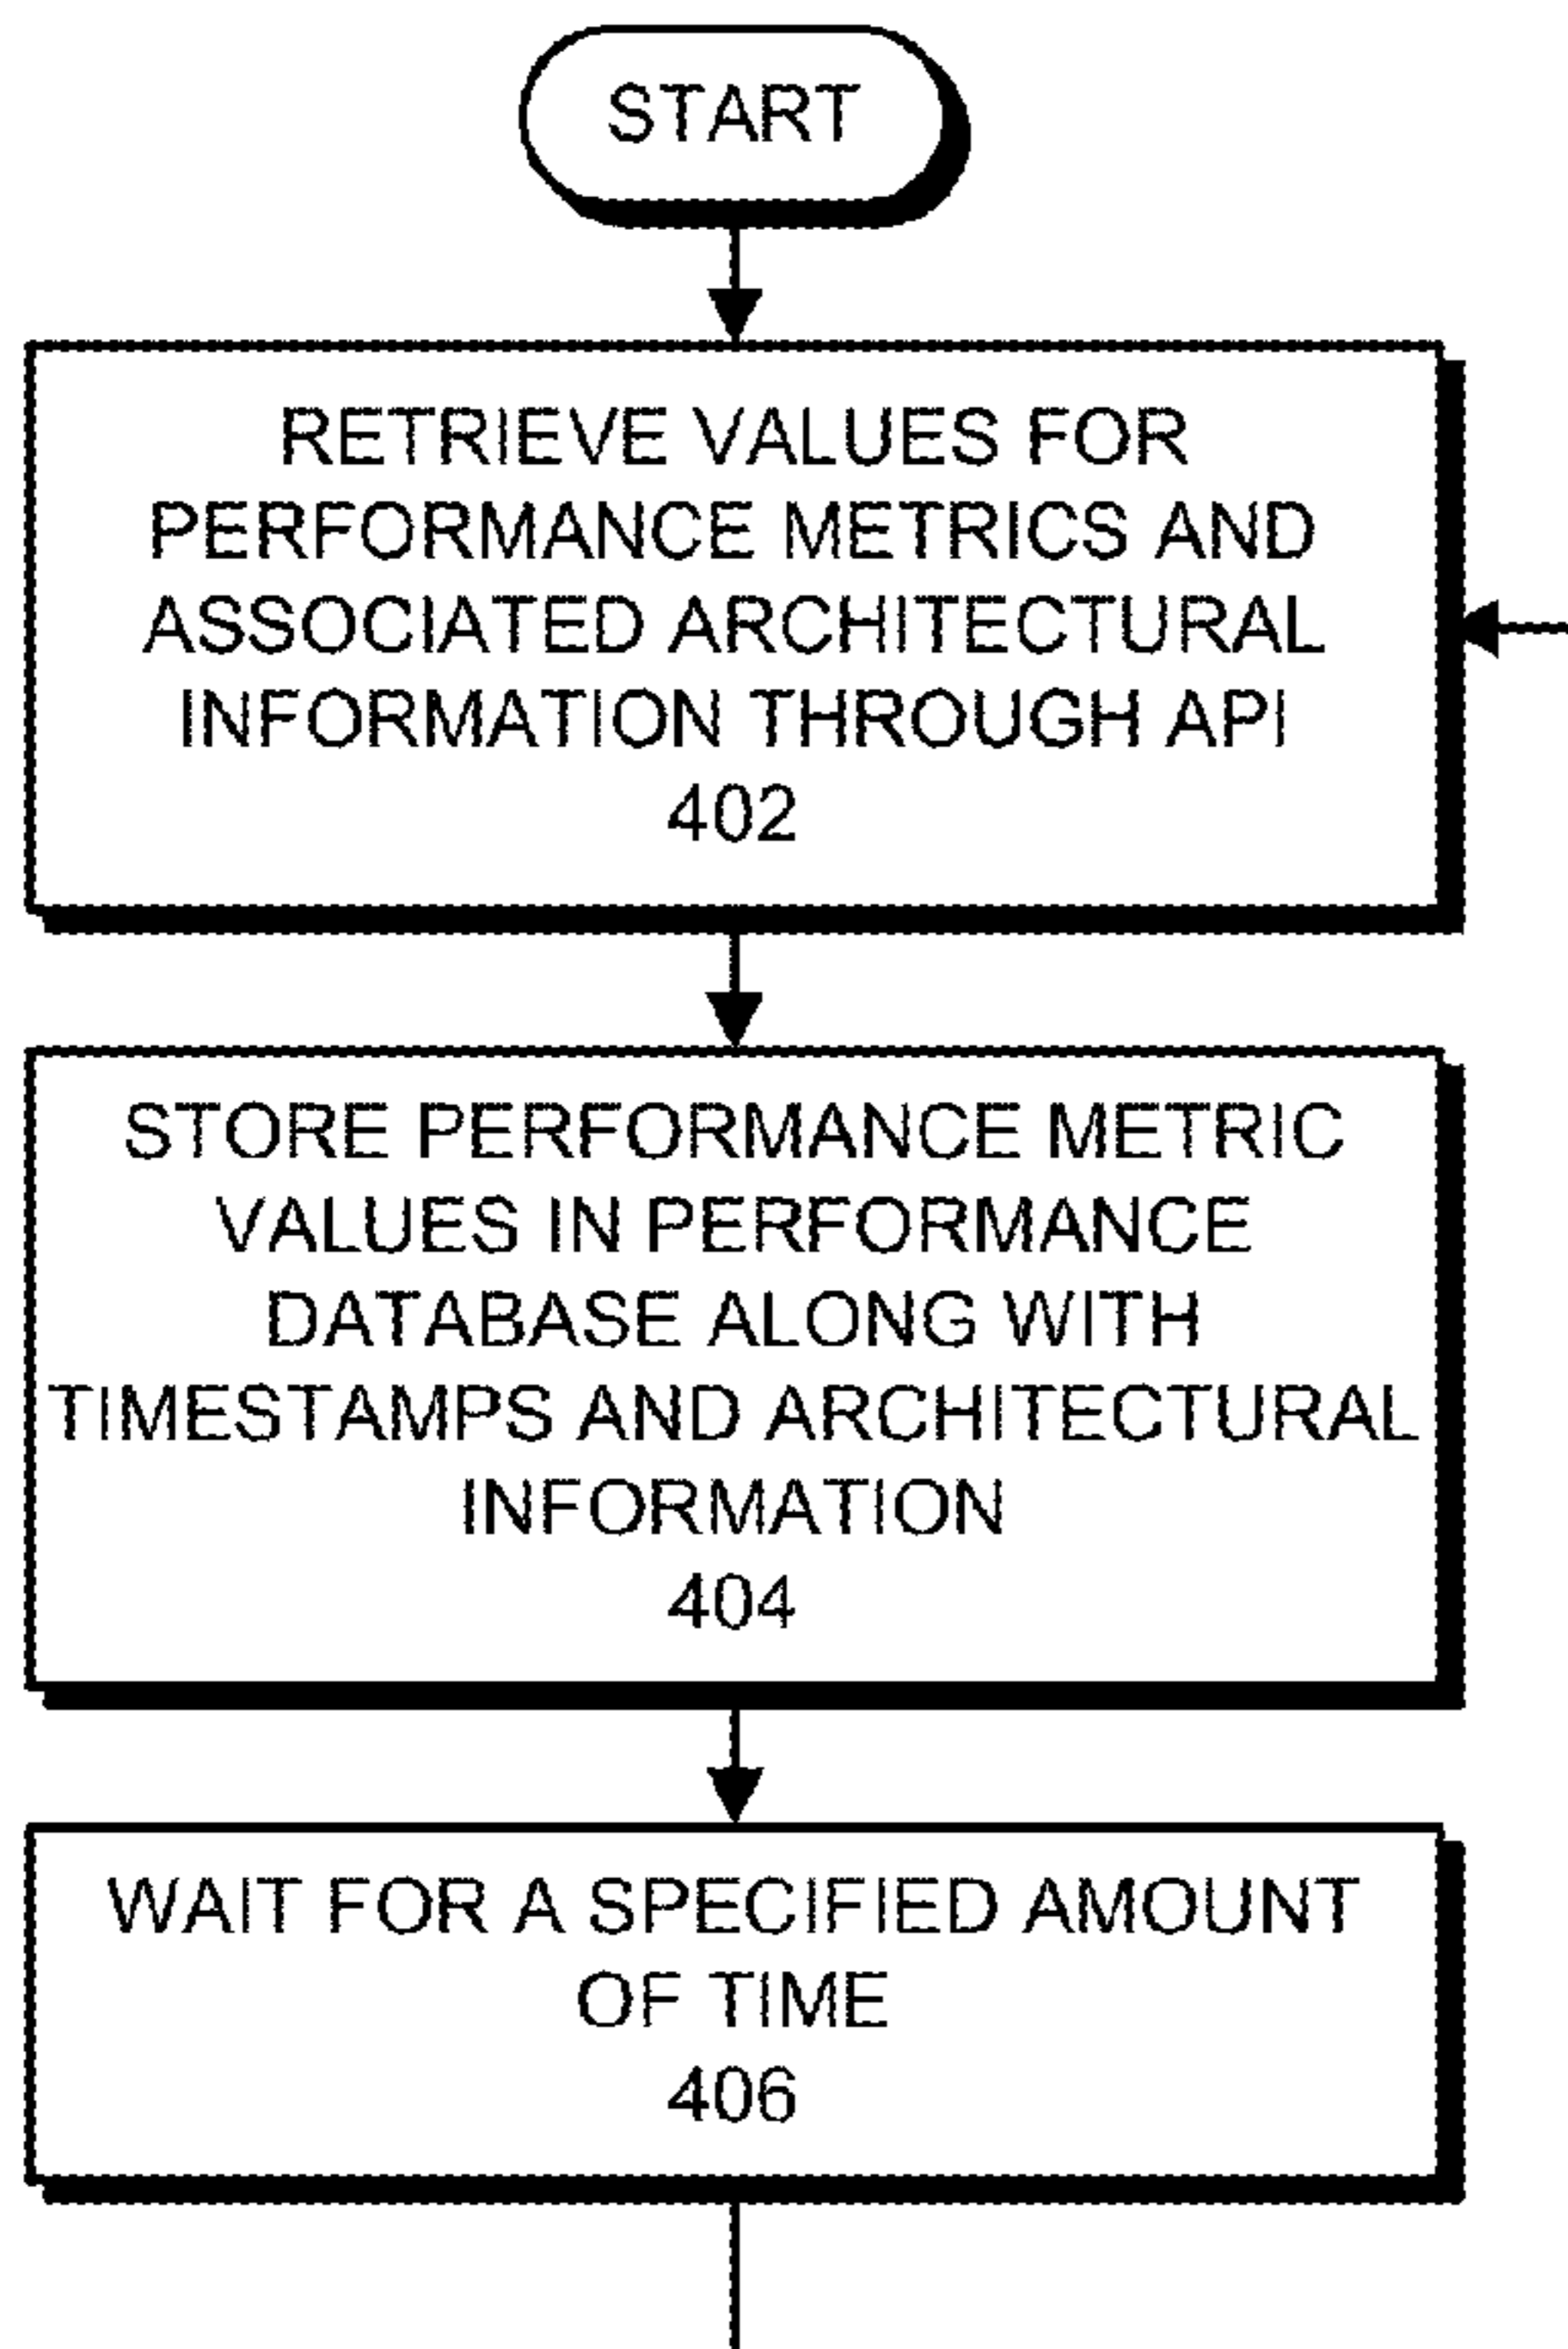 START
RETRIEVE VALUES FOR
PERFORMANCE METRICS AND
ASSOCIATED ARCHITECTURAL
INFORMATION THROUGH API
402
STORE PERFORMANCE METRIC
VALUES IN PERFORMANCE
DATABASE ALONG WITH
TIMESTAMPS AND ARCHITECTURAL
INFORMATION
404
WAIT FOR A SPECIFIED AMOUNT
OF TIME
406